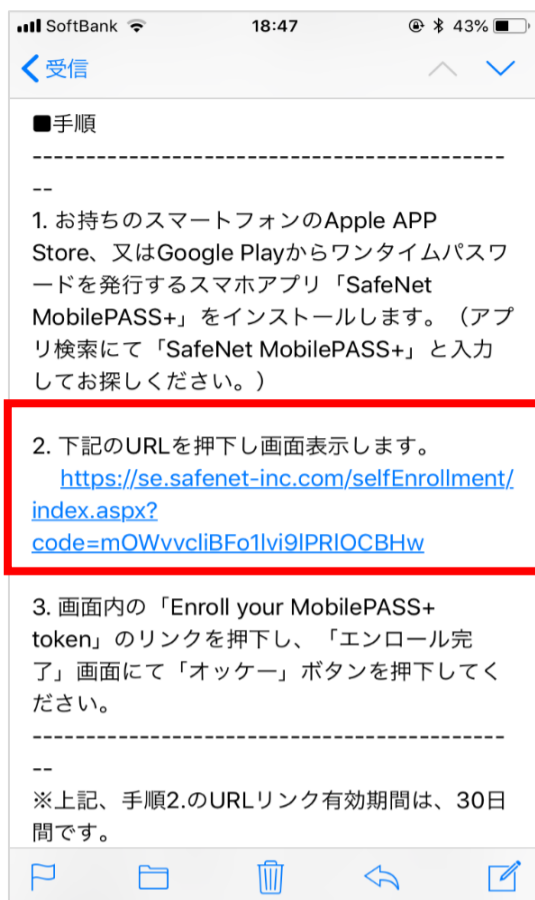 SoftBank 18:47 43%
受信
■手順
--------------------------------------------
--
1. お持ちのスマートフォンのApple APP
Store、又はGoogle Playからワンタイムパスワ
ードを発行するスマホアプリ「SafeNet
MobilePASS+」をインストールします。（アプ
リ検索にて「SafeNet MobilePASS+」と入力
してお探しください。）
2. 下記のURLを押下し画面表示します。
https://se.safenet-inc.com/selfEnrollment/
index.aspx?
code=mOWvvcliBFo1lvi9lPRlOCBHw
3. 画面内の「Enroll your MobilePASS+
token」のリンクを押下し、「エンロール完
了」画面にて「オッケー」ボタンを押下してく
ださい。
--------------------------------------------
--
※上記、手順2.のURLリンク有効期間は、30日
間です。